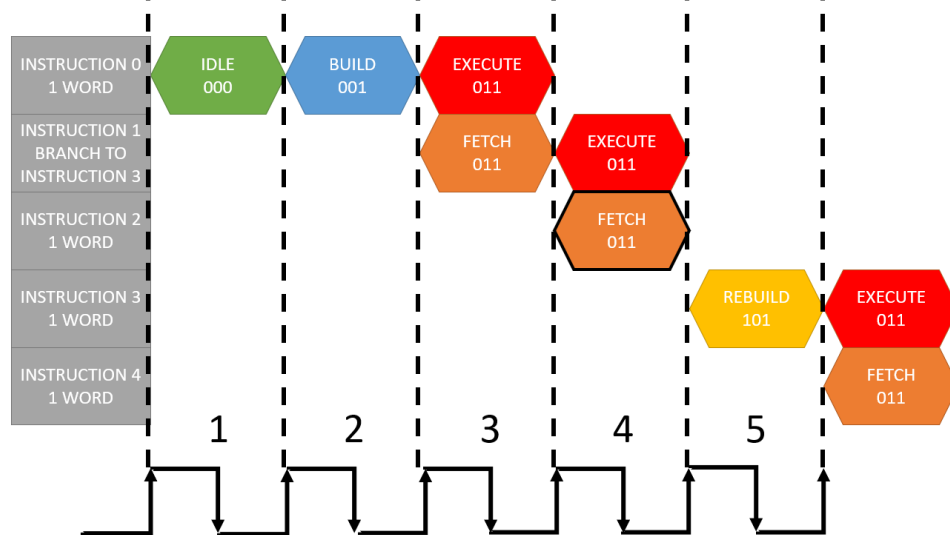 INSTRUCTION 0
1 WORD
IDLE
000
BUILD
001
EXECUTE
011
INSTRUCTION 1
BRANCH TO
INSTRUCTION 3
FETCH
011
EXECUTE
011
INSTRUCTION 2
1 WORD
FETCH
011
INSTRUCTION 3
1 WORD
REBUILD
101
EXECUTE
011
INSTRUCTION 4
1 WORD
FETCH
011
1
2
3
4
5